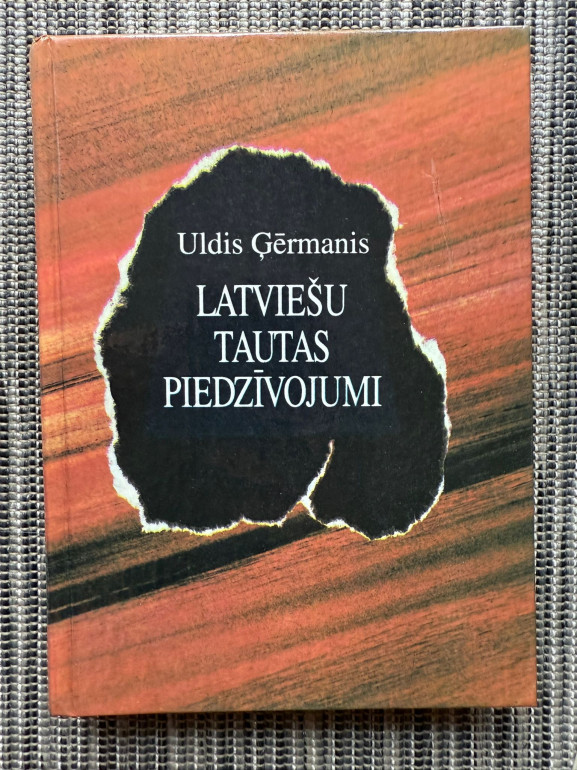 Uldis Ģērmanis
LATVIEŠU
TAUTAS
PIEDZĪVOJUMI